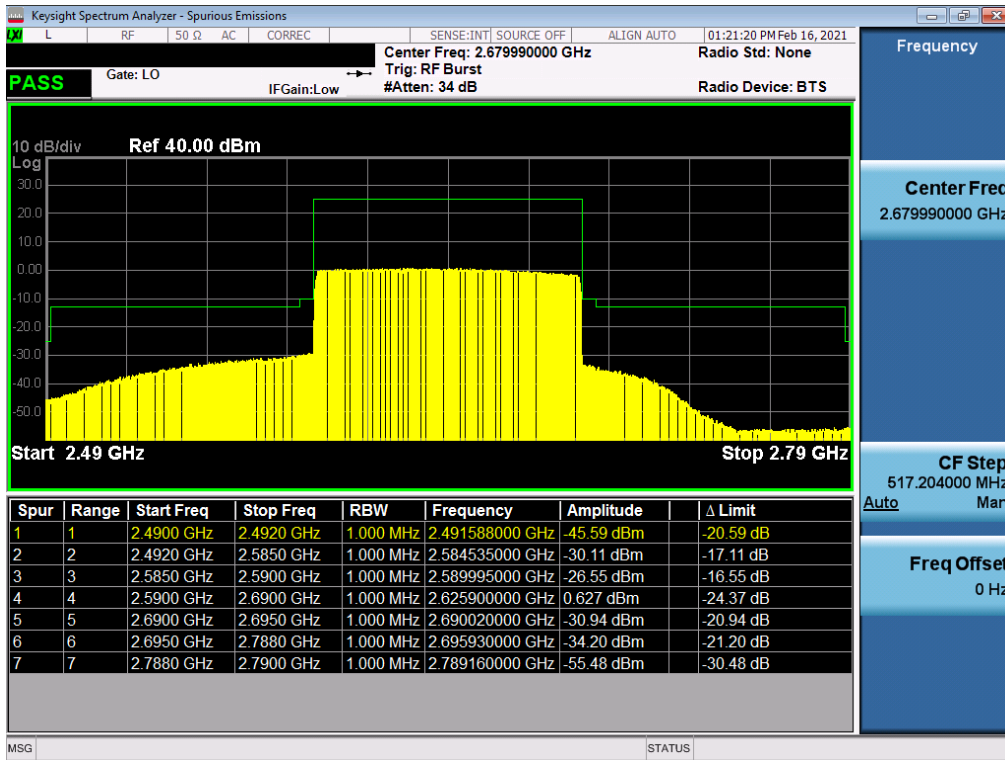 Keysight Spectrum Analyzer - Spurious Emissions
LXI L RF 50 Ω AC CORREC SENSE:INT SOURCE OFF ALIGN AUTO 01:21:20 PM Feb 16, 2021
Center Freq: 2.679990000 GHz Radio Std: None
Gate: LO Trig: RF Burst
PASS IFGain:Low #Atten: 34 dB Radio Device: BTS
10 dB/div Ref 40.00 dBm
Log
30.0
20.0
10.0
0.00
-10.0
-20.0
-30.0
-40.0
-50.0
Start 2.49 GHz Stop 2.79 GHz
Spur Range Start Freq Stop Freq RBW Frequency Amplitude Δ Limit
1 1 2.4900 GHz 2.4920 GHz 1.000 MHz 2.491588000 GHz -45.59 dBm -20.59 dB
2 2 2.4920 GHz 2.5850 GHz 1.000 MHz 2.584535000 GHz -30.11 dBm -17.11 dB
3 3 2.5850 GHz 2.5900 GHz 1.000 MHz 2.589995000 GHz -26.55 dBm -16.55 dB
4 4 2.5900 GHz 2.6900 GHz 1.000 MHz 2.625900000 GHz 0.627 dBm -24.37 dB
5 5 2.6900 GHz 2.6950 GHz 1.000 MHz 2.690020000 GHz -30.94 dBm -20.94 dB
6 6 2.6950 GHz 2.7880 GHz 1.000 MHz 2.695930000 GHz -34.20 dBm -21.20 dB
7 7 2.7880 GHz 2.7900 GHz 1.000 MHz 2.789160000 GHz -55.48 dBm -30.48 dB
MSG STATUS
Frequency
Center Freq
2.679990000 GHz
CF Step
517.204000 MHz
Auto Man
Freq Offset
0 Hz